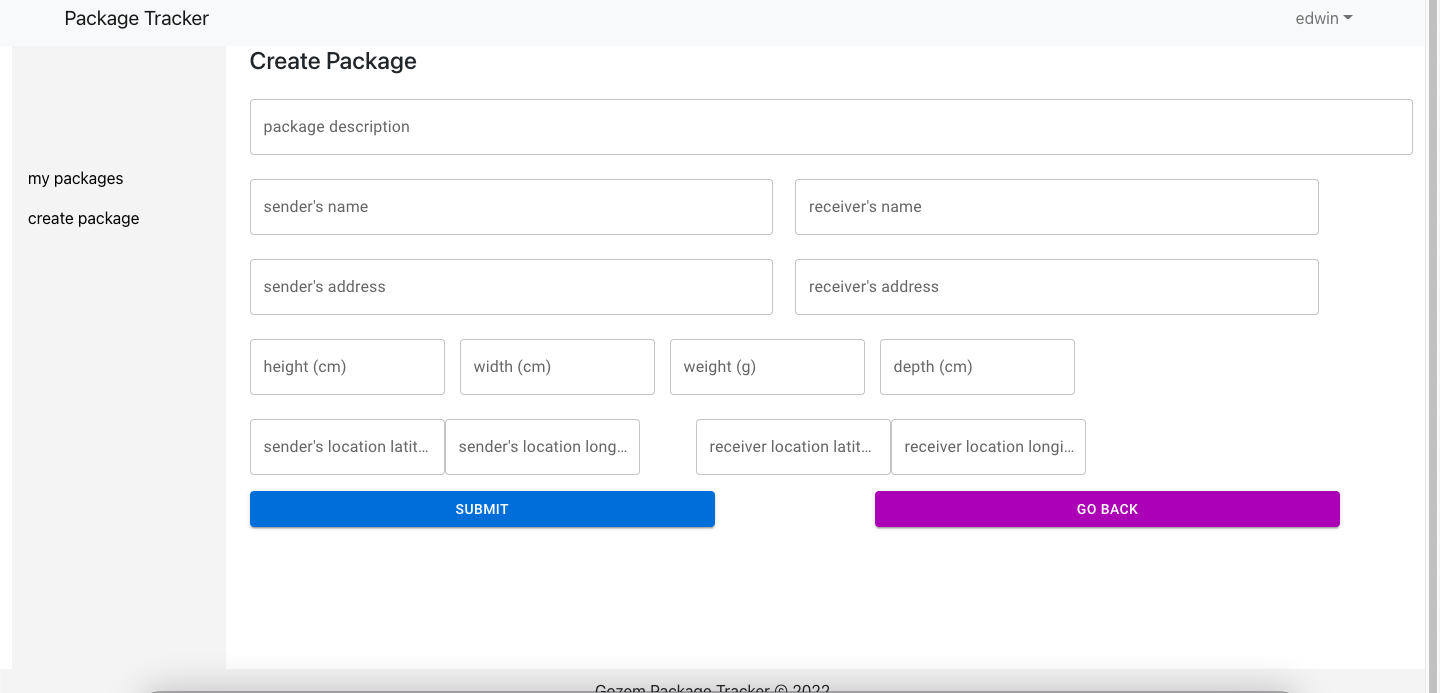 Package Tracker
edwin
Create Package
package description
my packages
create package
sender's name
receiver's name
sender's address
receiver's address
height (cm)
width (cm)
weight (g)
depth (cm)
sender's location latit…
sender's location long…
receiver location latit…
receiver location longi…
SUBMIT
GO BACK
Gozem Package Tracker © 2022